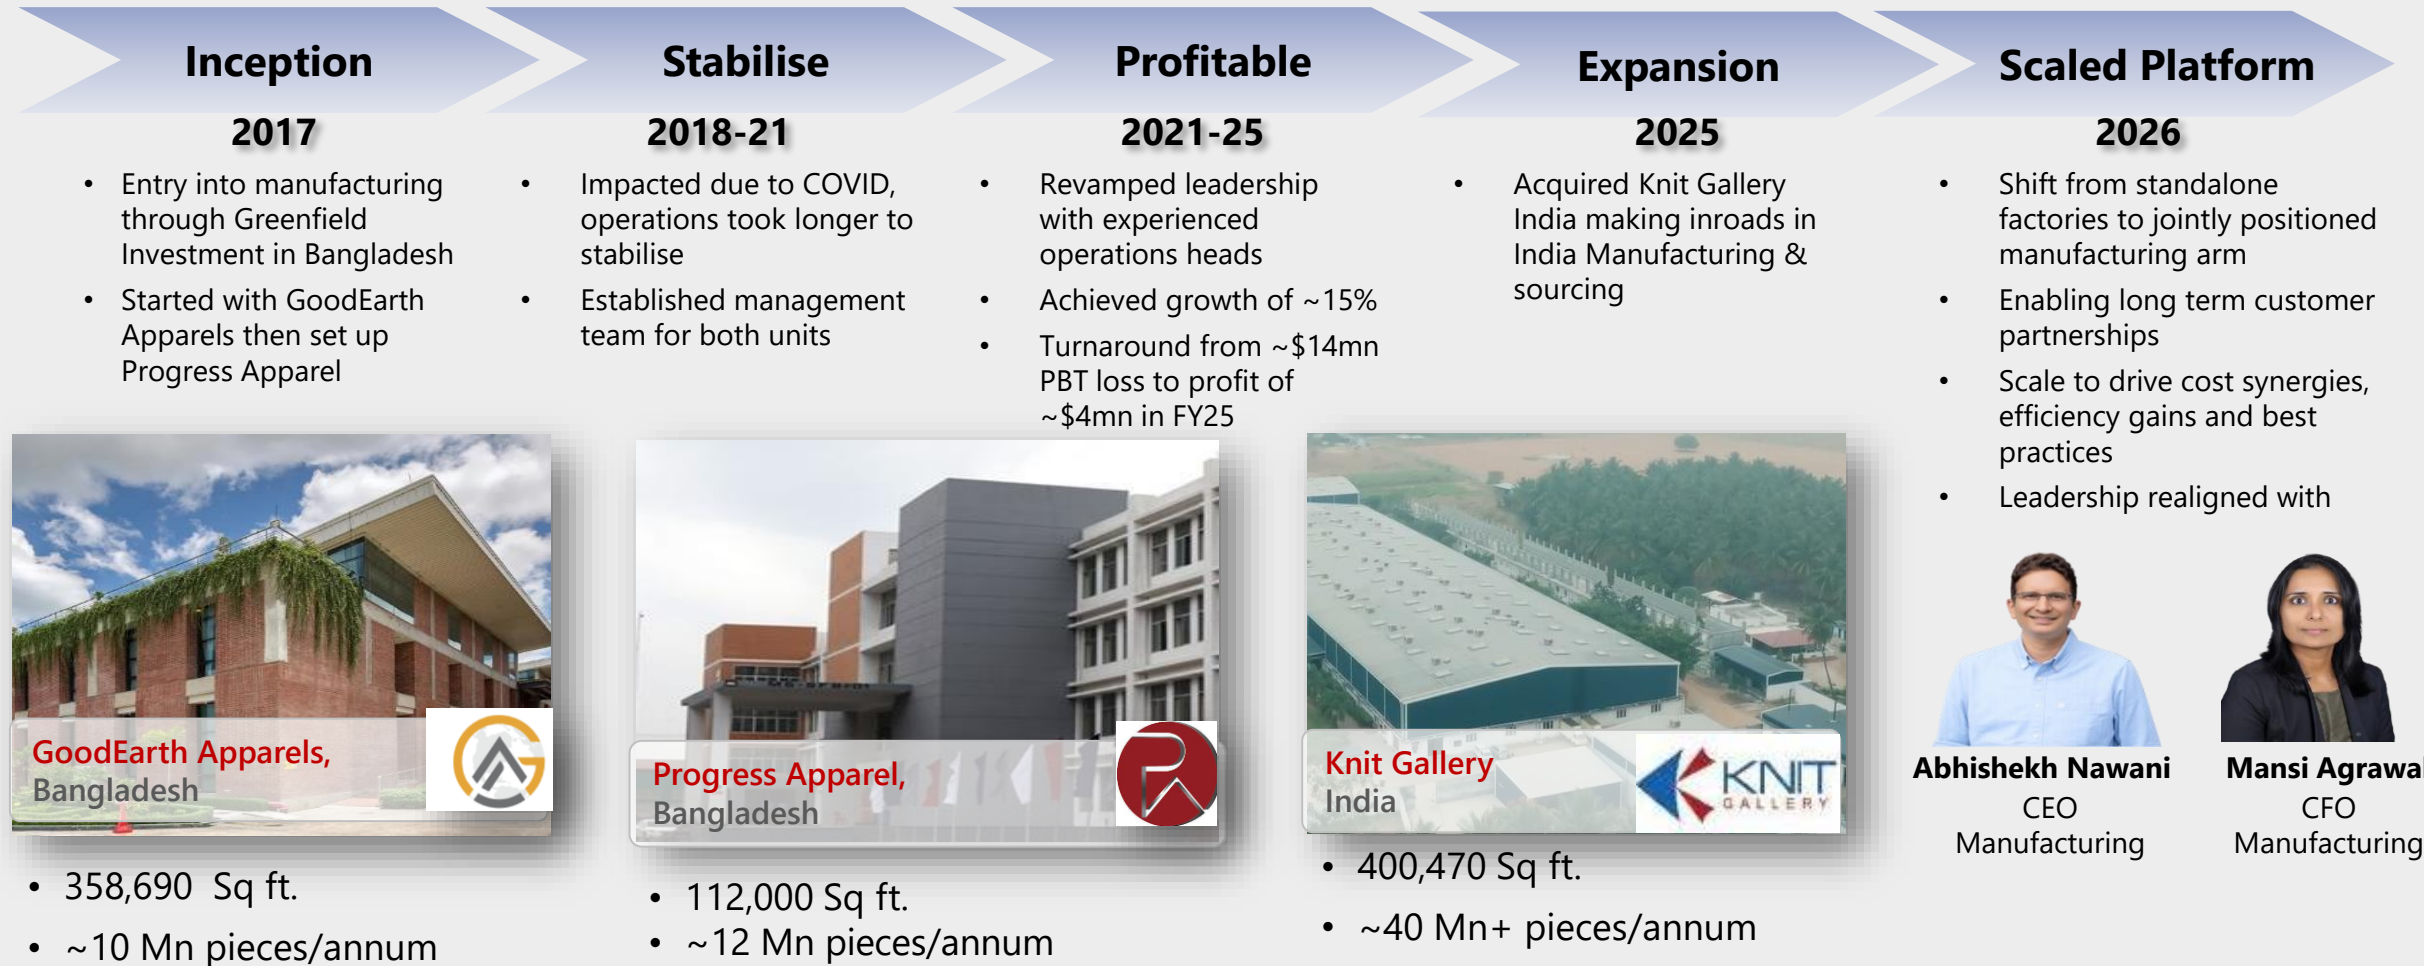 Inception
2017
• Entry into manufacturing
through Greenfield
Investment in Bangladesh
• Started with GoodEarth
Apparels then set up
Progress Apparel
Stabilise
2018-21
• Impacted due to COVID,
operations took longer to
stabilise
• Established management
team for both units
Profitable
2021-25
• Revamped leadership
with experienced
operations heads
• Achieved growth of ~15%
• Turnaround from ~$14mn
PBT loss to profit of
~$4mn in FY25
Expansion
2025
• Acquired Knit Gallery
India making inroads in
India Manufacturing &
sourcing
Scaled Platform
2026
• Shift from standalone
factories to jointly positioned
manufacturing arm
• Enabling long term customer
partnerships
• Scale to drive cost synergies,
efficiency gains and best
practices
• Leadership realigned with
GoodEarth Apparels,
Bangladesh
• 358,690 Sq ft.
• ~10 Mn pieces/annum
Progress Apparel,
Bangladesh
• 112,000 Sq ft.
• ~12 Mn pieces/annum
Knit Gallery
India
KNIT
GALLERY
• 400,470 Sq ft.
• ~40 Mn+ pieces/annum
Abhishekh Nawani
CEO
Manufacturing
Mansi Agrawal
CFO
Manufacturing